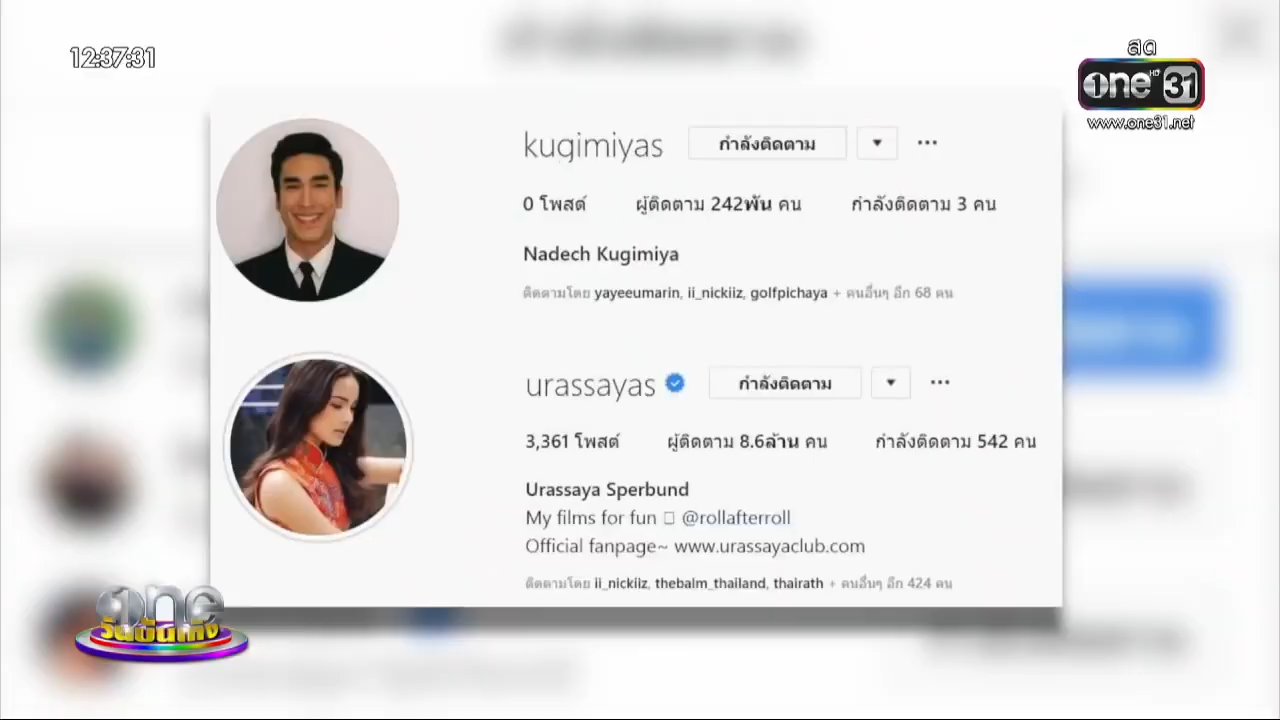 12:37:31
สด
one HD 31
www.one31.net
kugimiyas กำลังติดตาม
0 โพสต์ ผู้ติดตาม 242พัน คน กำลังติดตาม 3 คน
Nadech Kugimiya
ติดตามโดย yayeeumarin, ii_nickiiz, golfpichaya + คนอื่นๆ อีก 68 คน
urassayas กำลังติดตาม
3,361 โพสต์ ผู้ติดตาม 8.6ล้าน คน กำลังติดตาม 542 คน
Urassaya Sperbund
My films for fun @rollafterroll
Official fanpage~ www.urassayaclub.com
ติดตามโดย ii_nickiiz, thebalm_thailand, thairath + คนอื่นๆ อีก 424 คน
one
วันบันเทิง